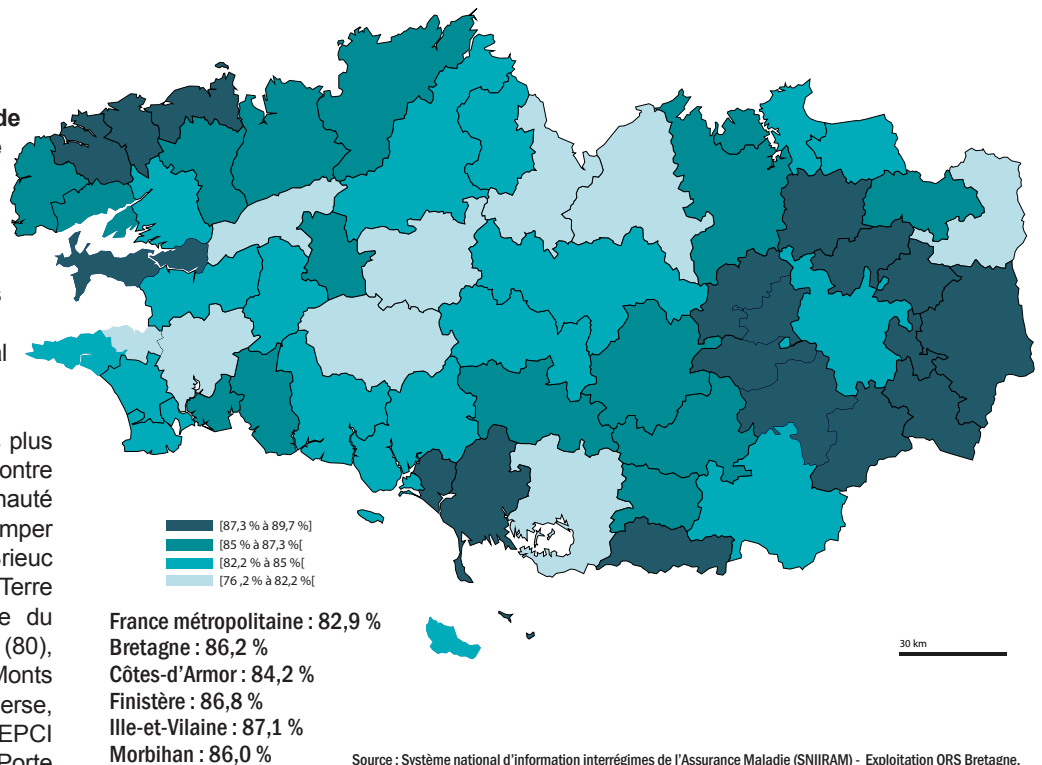 de
plus
ontre
nauté
mper
Brieuc
Terre
e du
(80),
Monts
erse,
EPCI
Porte
[87,3 % à 89,7 %]
[85 % à 87,3%[
[82,2 % à 85 %[
[76 ,2 % à 82,2 %[
France métropolitaine : 82,9 %
Bretagne : 86,2 %
Côtes-d'Armor : 84,2 %
Finistère : 86,8 %
Ille-et-Vilaine : 87,1 %
Morbihan : 86,0 %
30 km
Source : Système national d'information interrégimes de l'Assurance Maladie (SNIIRAM) - Exploitation ORS Bretagne.